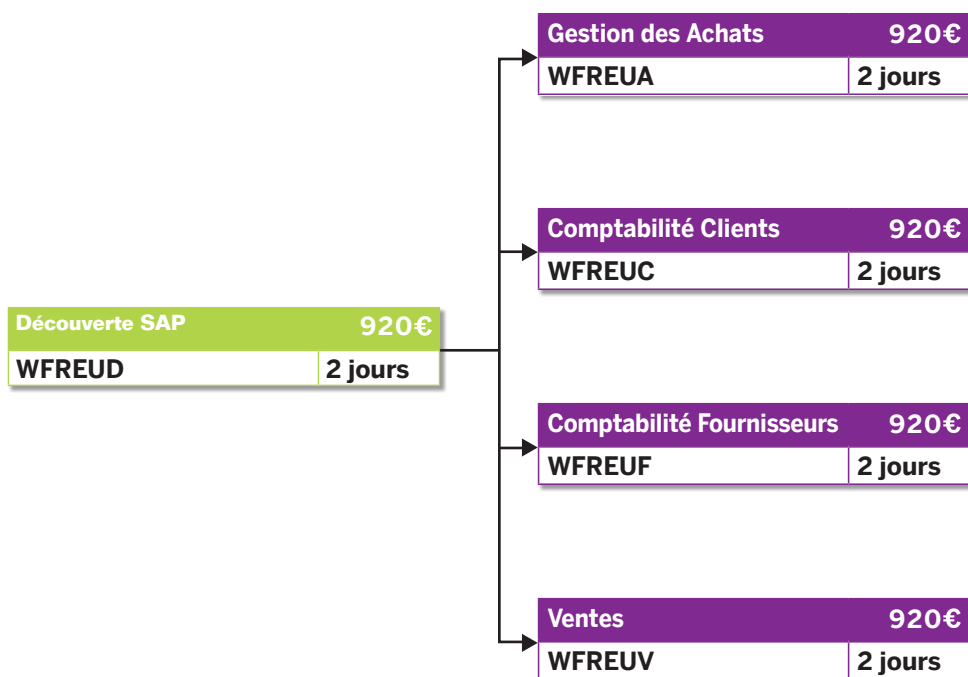 Gestion des Achats 920€
WFREUA 2 jours
Comptabilité Clients 920€
WFREUC 2 jours
Découverte SAP 920€
WFREUD 2 jours
Comptabilité Fournisseurs 920€
WFREUF 2 jours
Ventes 920€
WFREUV 2 jours